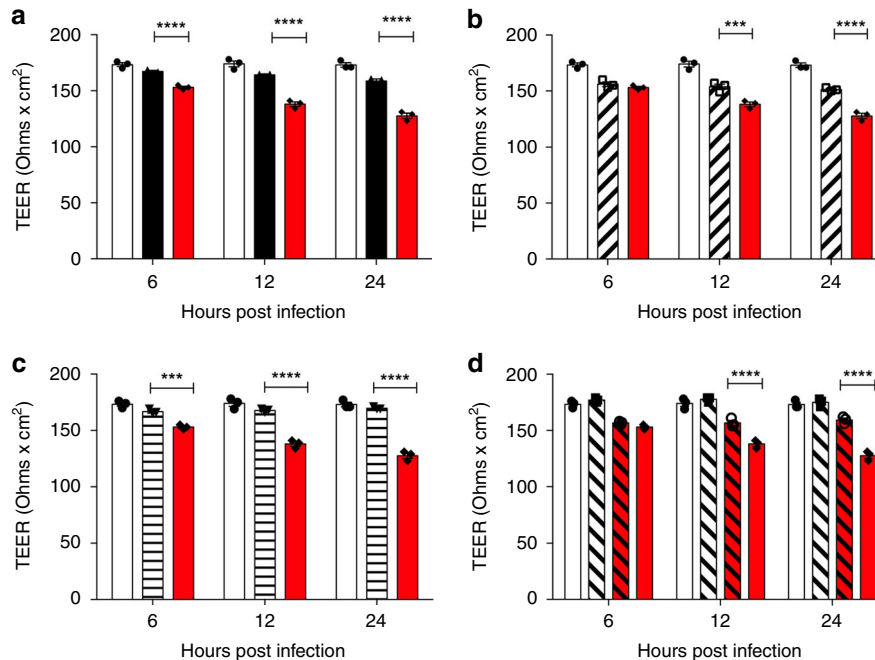 a
**** **** ****
200
150
100
50
0
TEER (Ohms x cm²)
6 12 24
Hours post infection
b
*** ****
200
150
100
50
0
TEER (Ohms x cm²)
6 12 24
Hours post infection
c
*** **** ****
200
150
100
50
0
TEER (Ohms x cm²)
6 12 24
Hours post infection
d
**** ****
200
150
100
50
0
TEER (Ohms x cm²)
6 12 24
Hours post infection